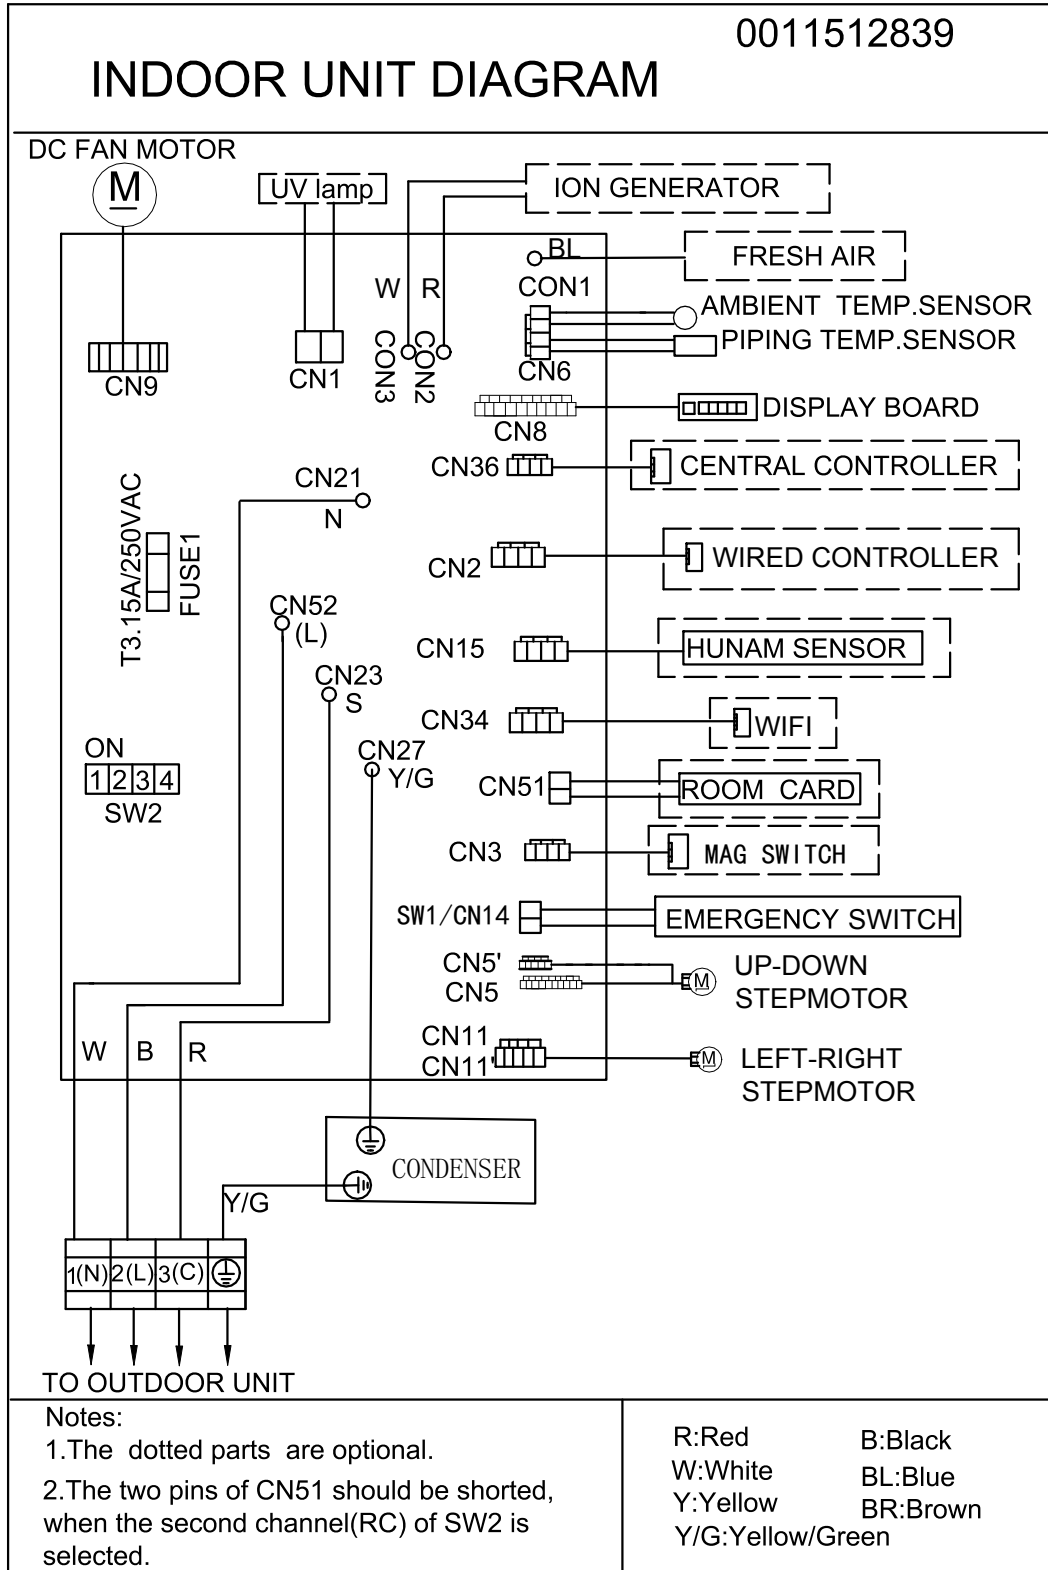 0011512839
INDOOR UNIT DIAGRAM
DC FAN MOTOR
M
UV lamp
ION GENERATOR
BL
FRESH AIR
W
R
CON1
AMBIENT TEMP.SENSOR
PIPING TEMP.SENSOR
CN9
CN1
CON3
CON2
CN6
DISPLAY BOARD
CN8
CN36
CENTRAL CONTROLLER
CN21
N
T3.15A/250VAC
FUSE1
CN2
WIRED CONTROLLER
CN52
(L)
CN15
HUNAM SENSOR
CN23
S
CN34
WIFI
ON
1 2 3 4
SW2
CN27
Y/G
CN51
ROOM CARD
CN3
MAG SWITCH
SW1/CN14
EMERGENCY SWITCH
CN5'
CN5
M
UP-DOWN
STEPMOTOR
W
B
R
CN11
CN11'
M
LEFT-RIGHT
STEPMOTOR
CONDENSER
Y/G
1(N) 2(L) 3(C)
TO OUTDOOR UNIT
Notes:
1.The dotted parts are optional.
2.The two pins of CN51 should be shorted,
when the second channel(RC) of SW2 is
selected.
R:Red
B:Black
W:White
BL:Blue
Y:Yellow
BR:Brown
Y/G:Yellow/Green